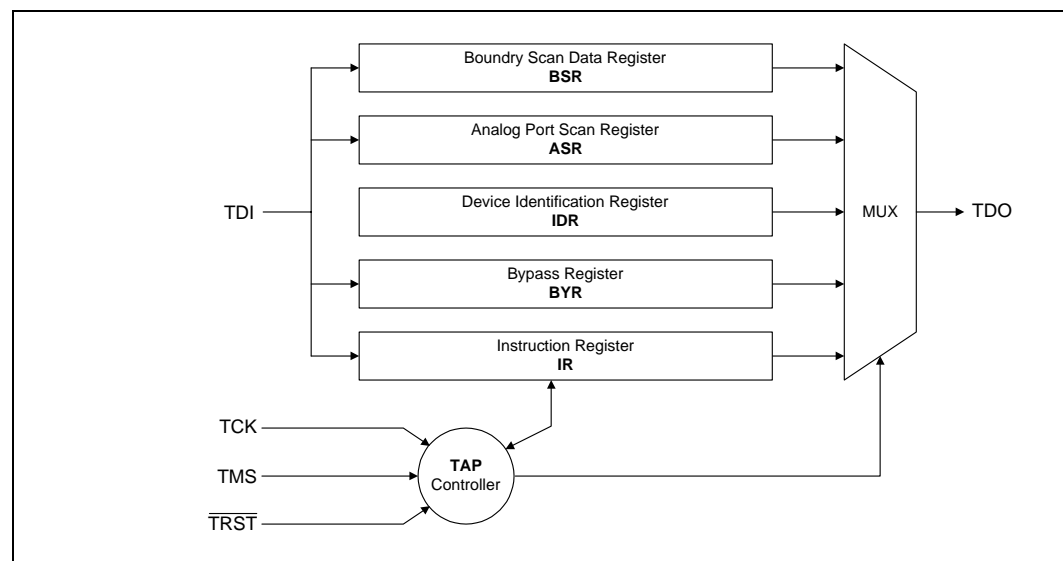 Boundry Scan Data Register
BSR
Analog Port Scan Register
ASR
Device Identification Register
IDR
TDI
MUX
TDO
Bypass Register
BYR
Instruction Register
IR
TCK
TMS
TRST
TAP
Controller